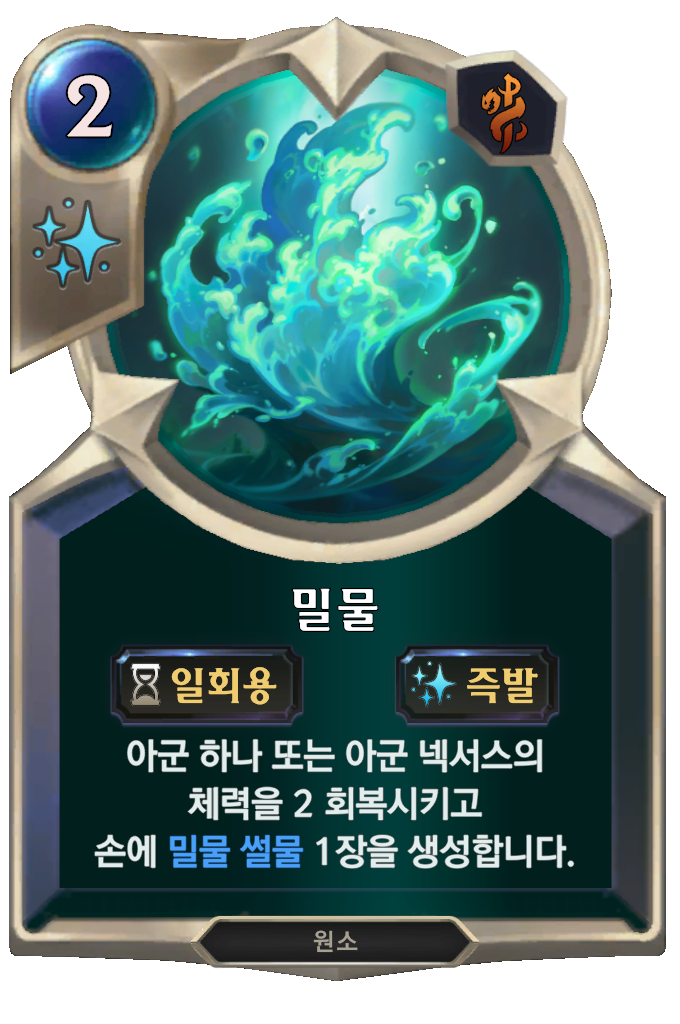 2
밀물
일회용
즉발
아군 하나 또는 아군 넥서스의
체력을 2 회복시키고
손에 밀물 썰물 1장을 생성합니다.
원소